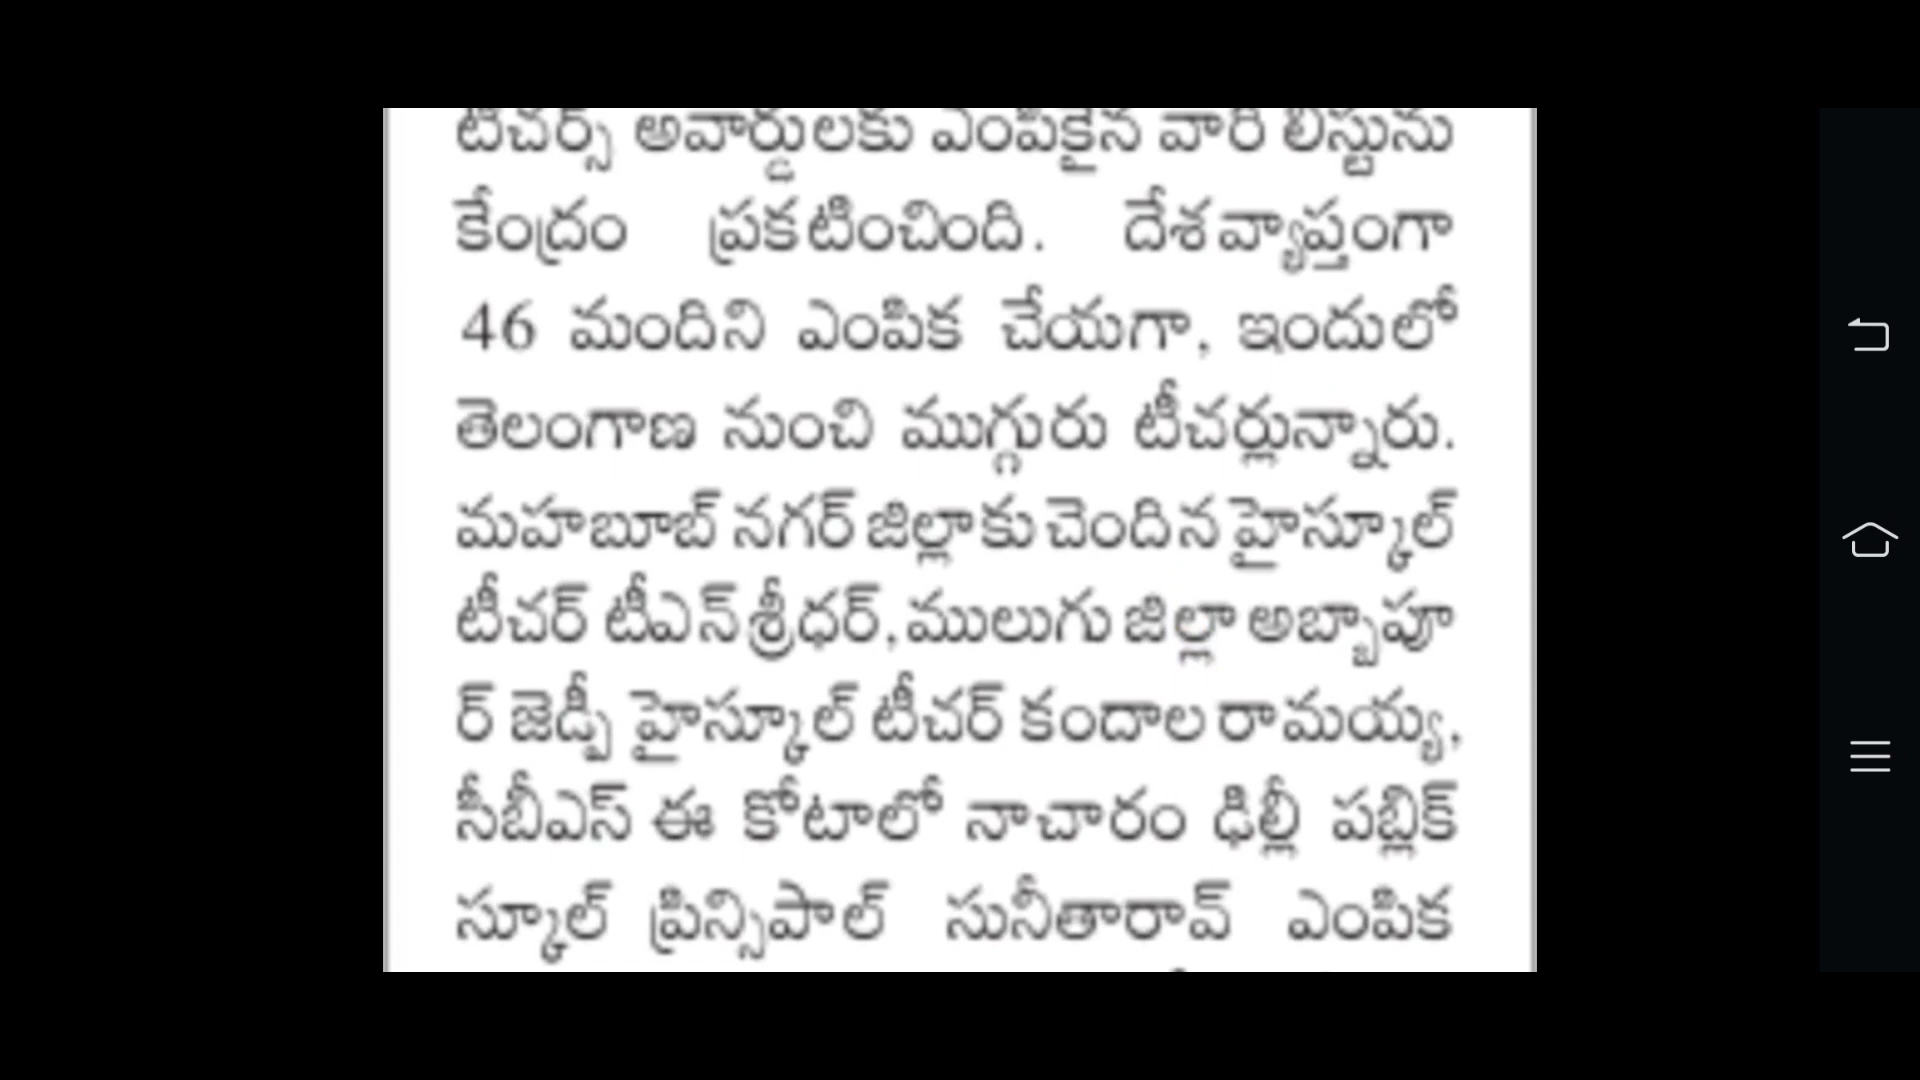 టీచర్స్ అవార్డులకు ఎంపికైన వారి లిస్టును
కేంద్రం ప్రకటించింది. దేశవ్యాప్తంగా
46 మందిని ఎంపిక చేయగా, ఇందులో
తెలంగాణ నుంచి ముగ్గురు టీచర్లున్నారు.
మహబూబ్ నగర్ జిల్లాకు చెందిన హైస్కూల్
టీచర్ టీఎన్ శ్రీధర్, ములుగు జిల్లా అబ్బాపూ
ర్ జెడ్పీ హైస్కూల్ టీచర్ కందాల రామయ్య,
సీబీఎస్ ఈ కోటాలో నాచారం ఢిల్లీ పబ్లిక్
స్కూల్ ప్రిన్సిపాల్ సునీతారావ్ ఎంపిక